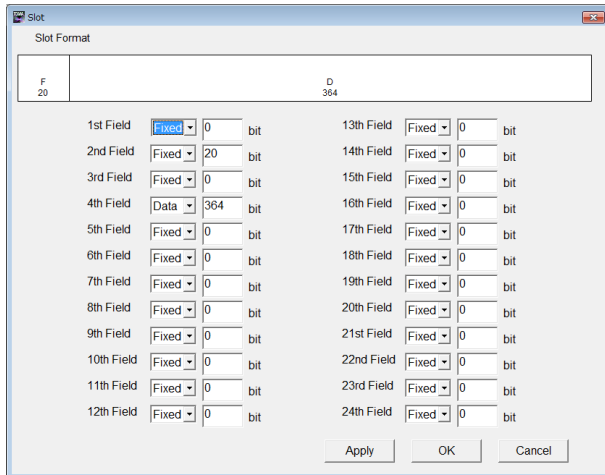 Slot
Slot Format
F D
20 364
1st Field Fixed 0 bit 13th Field Fixed 0 bit
2nd Field Fixed 20 bit 14th Field Fixed 0 bit
3rd Field Fixed 0 bit 15th Field Fixed 0 bit
4th Field Data 364 bit 16th Field Fixed 0 bit
5th Field Fixed 0 bit 17th Field Fixed 0 bit
6th Field Fixed 0 bit 18th Field Fixed 0 bit
7th Field Fixed 0 bit 19th Field Fixed 0 bit
8th Field Fixed 0 bit 20th Field Fixed 0 bit
9th Field Fixed 0 bit 21st Field Fixed 0 bit
10th Field Fixed 0 bit 22nd Field Fixed 0 bit
11th Field Fixed 0 bit 23rd Field Fixed 0 bit
12th Field Fixed 0 bit 24th Field Fixed 0 bit
Apply OK Cancel